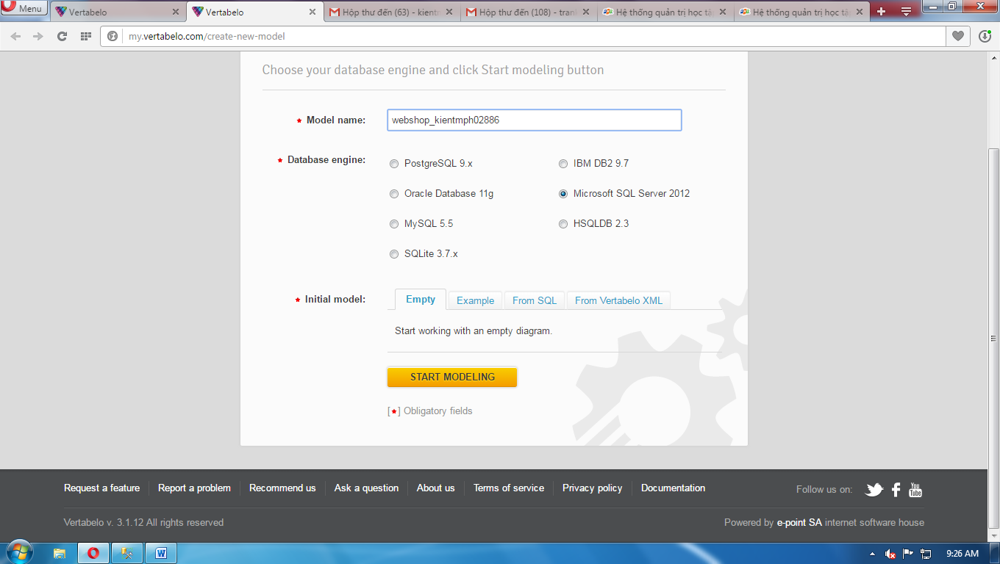 Menu
Vertabelo
Vertabelo
Hộp thư đến (63) - kientm
Hộp thư đến (108) - tranl
Hệ thống quản trị học tập
Hệ thống quản trị học tập
my.vertabelo.com/create-new-model
Choose your database engine and click Start modeling button
* Model name: webshop_kientmph02886
* Database engine:
PostgreSQL 9.x IBM DB2 9.7
Oracle Database 11g Microsoft SQL Server 2012
MySQL 5.5 HSQLDB 2.3
SQLite 3.7.x
* Initial model: Empty Example From SQL From Vertabelo XML
Start working with an empty diagram.
START MODELING
[*] Obligatory fields
Request a feature Report a problem Recommend us Ask a question About us Terms of service Privacy policy Documentation Follow us on: You Tube
Vertabelo v. 3.1.12 All rights reserved Powered by e-point SA internet software house
9:26 AM